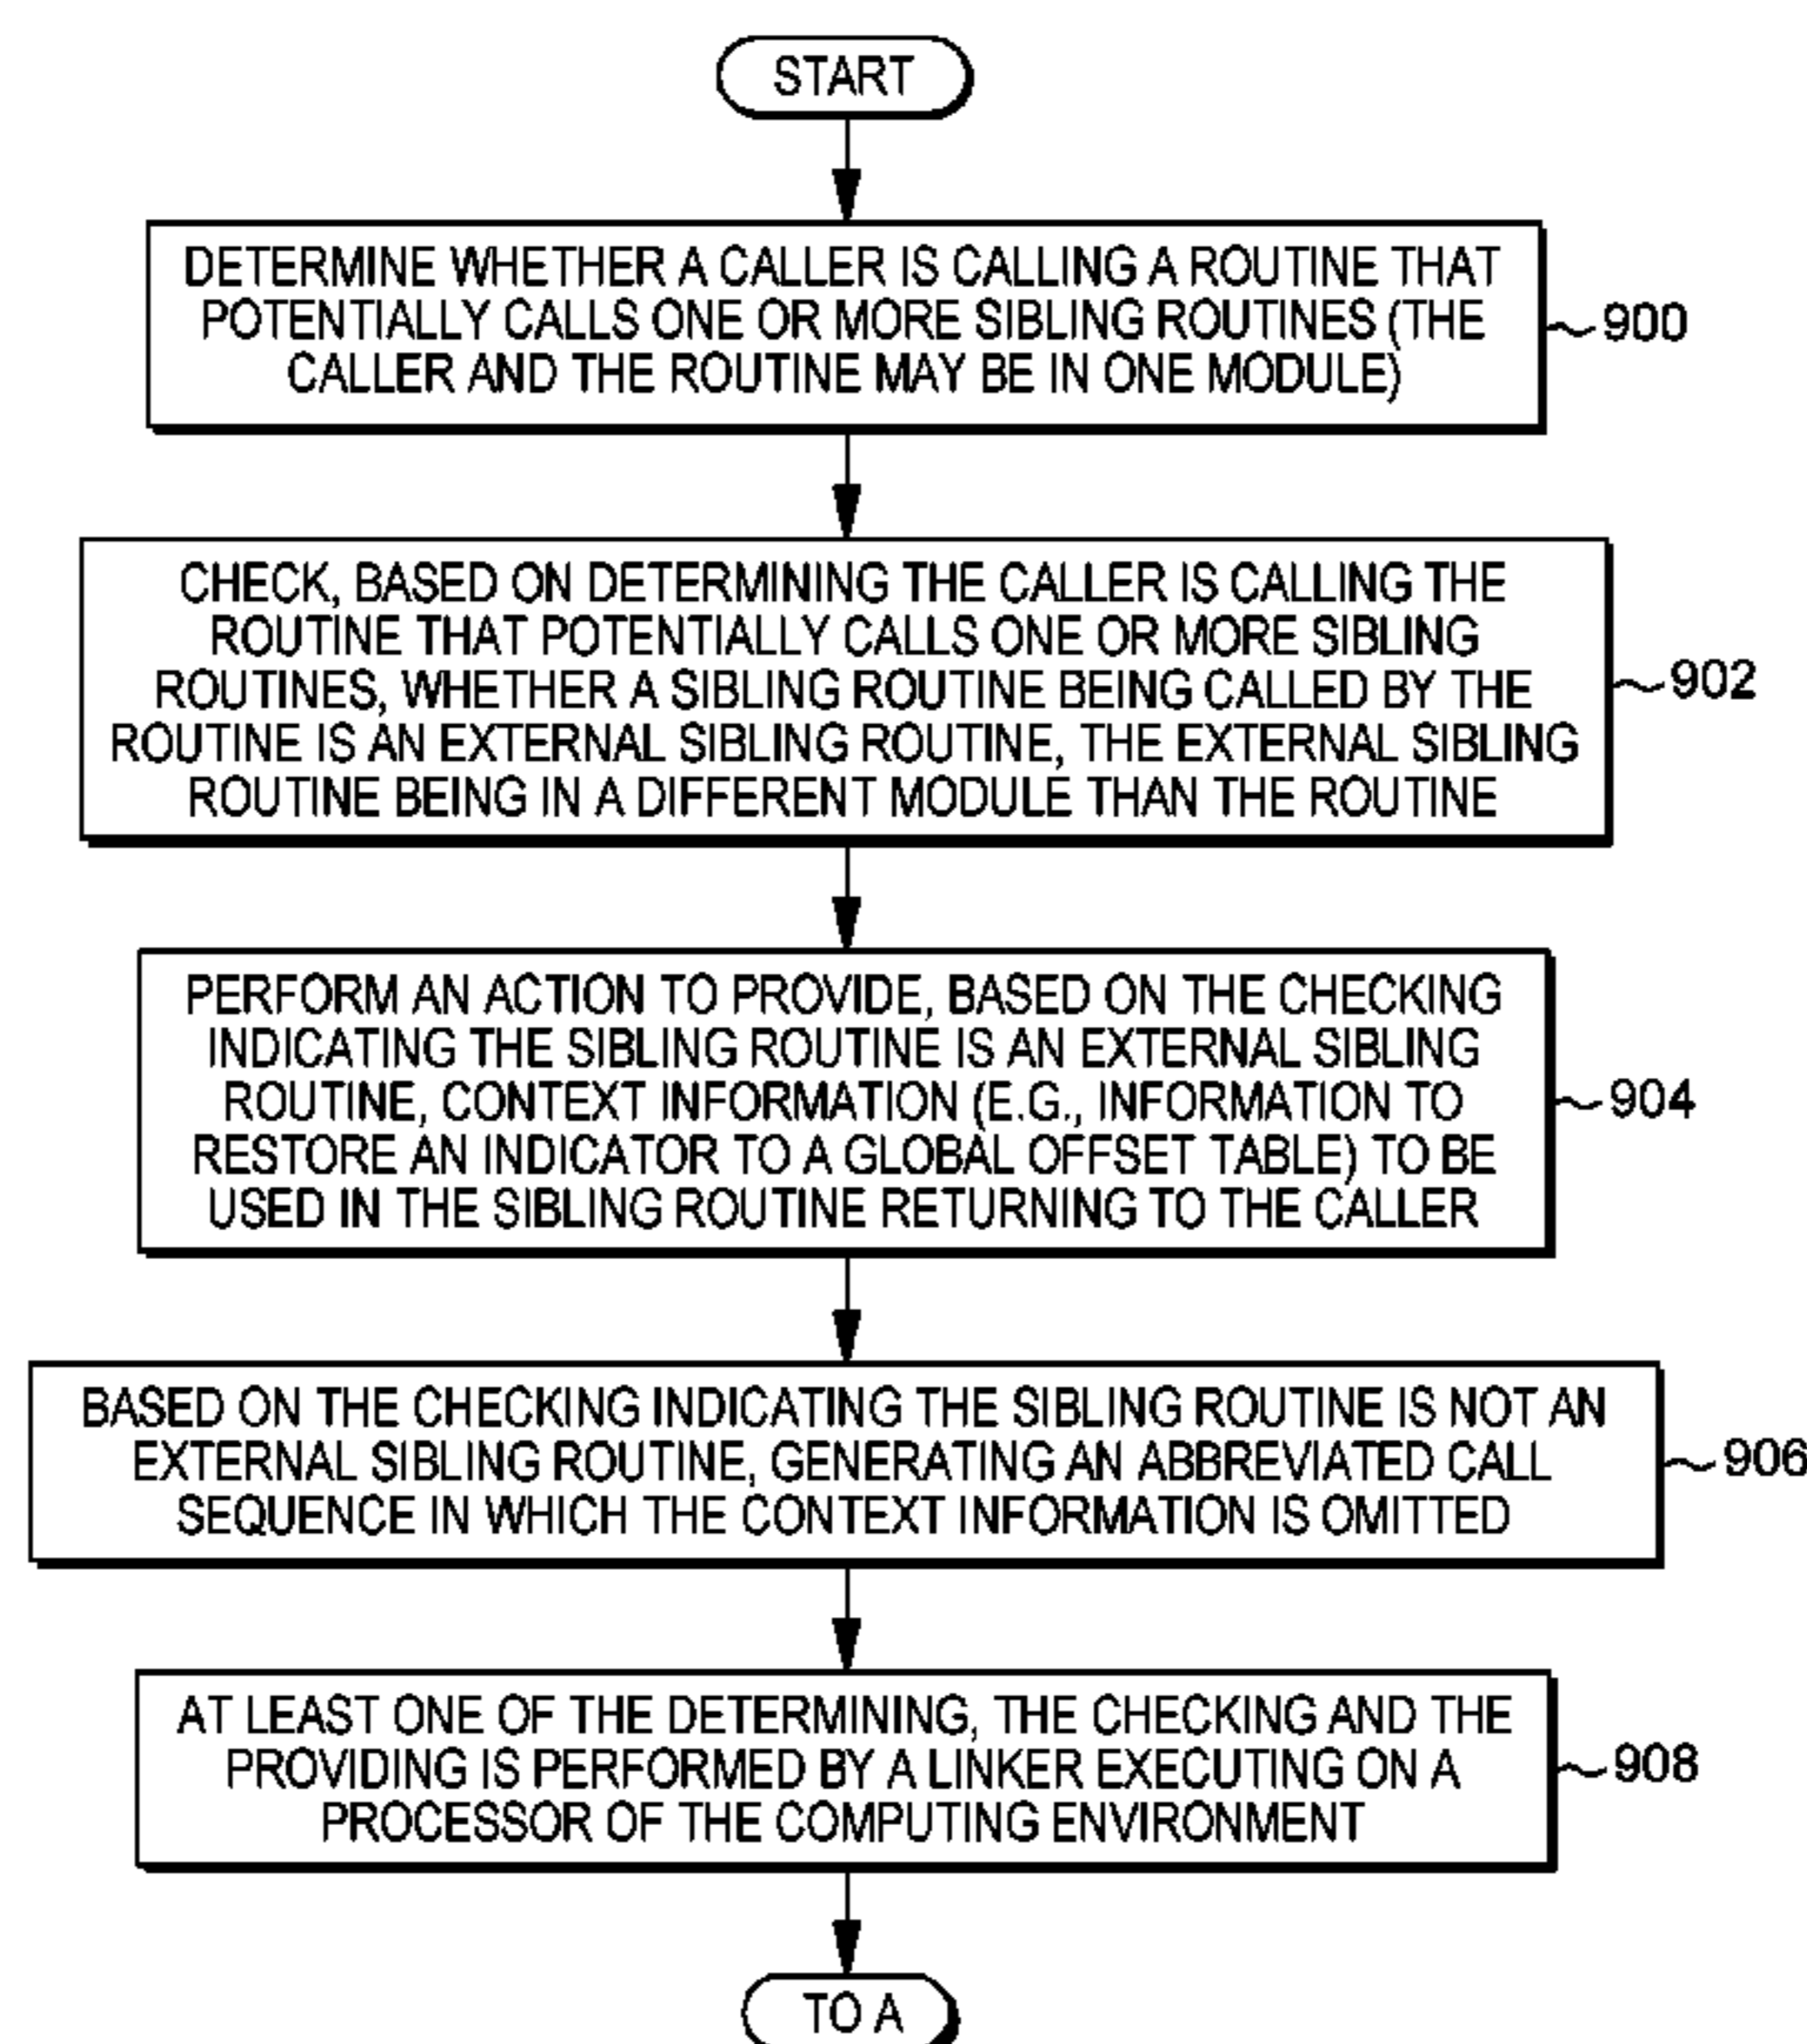 START
DETERMINE WHETHER A CALLER IS CALLING A ROUTINE THAT
POTENTIALLY CALLS ONE OR MORE SIBLING ROUTINES (THE
CALLER AND THE ROUTINE MAY BE IN ONE MODULE)
900
CHECK, BASED ON DETERMINING THE CALLER IS CALLING THE
ROUTINE THAT POTENTIALLY CALLS ONE OR MORE SIBLING
ROUTINES, WHETHER A SIBLING ROUTINE BEING CALLED BY THE
ROUTINE IS AN EXTERNAL SIBLING ROUTINE, THE EXTERNAL SIBLING
ROUTINE BEING IN A DIFFERENT MODULE THAN THE ROUTINE
902
PERFORM AN ACTION TO PROVIDE, BASED ON THE CHECKING
INDICATING THE SIBLING ROUTINE IS AN EXTERNAL SIBLING
ROUTINE, CONTEXT INFORMATION (E.G., INFORMATION TO
RESTORE AN INDICATOR TO A GLOBAL OFFSET TABLE) TO BE
USED IN THE SIBLING ROUTINE RETURNING TO THE CALLER
904
BASED ON THE CHECKING INDICATING THE SIBLING ROUTINE IS NOT AN
EXTERNAL SIBLING ROUTINE, GENERATING AN ABBREVIATED CALL
SEQUENCE IN WHICH THE CONTEXT INFORMATION IS OMITTED
906
AT LEAST ONE OF THE DETERMINING, THE CHECKING AND THE
PROVIDING IS PERFORMED BY A LINKER EXECUTING ON A
PROCESSOR OF THE COMPUTING ENVIRONMENT
908
TO A